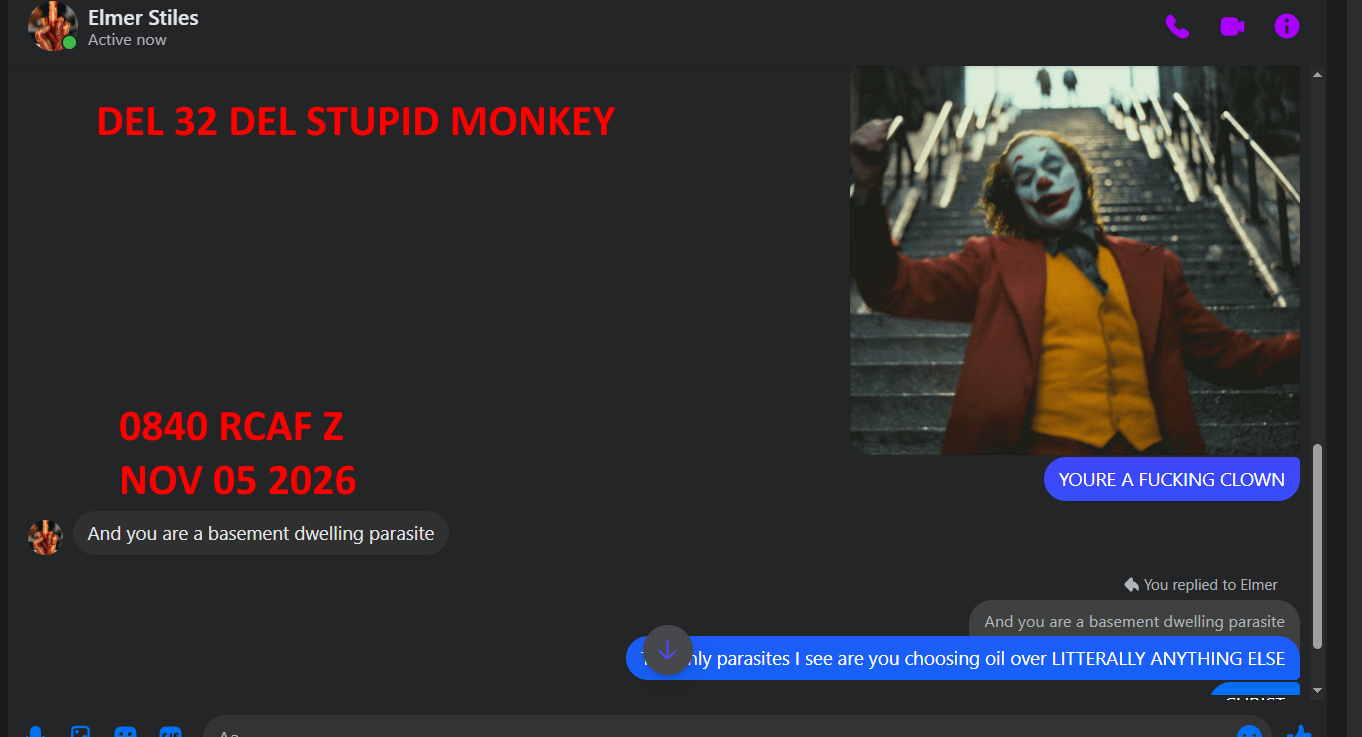 Elmer Stiles
Active now
DEL 32 DEL STUPID MONKEY
0840 RCAF Z
NOV 05 2026
YOURE A FUCKING CLOWN
And you are a basement dwelling parasite
You replied to Elmer
And you are a basement dwelling parasite
parasites I see are you choosing oil over LITTERALLY ANYTHING ELSE
Aa